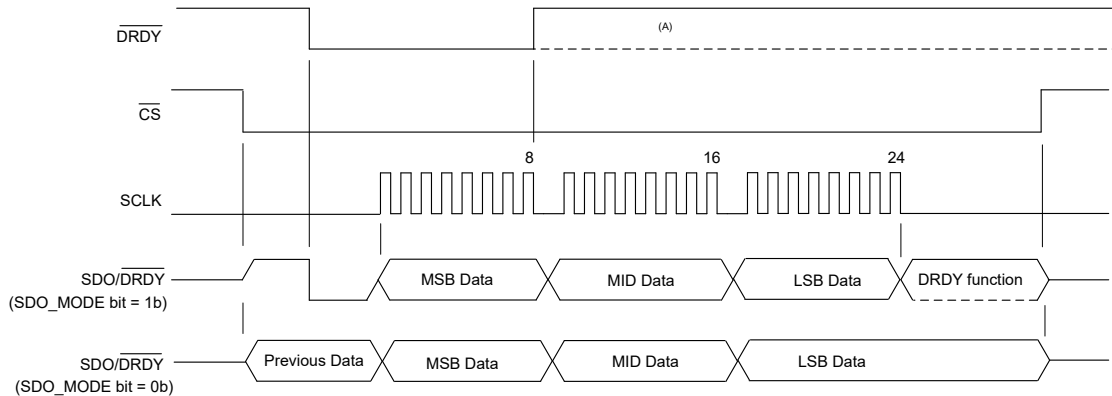 DRDY
(A)
CS
8 16 24
SCLK
SDO/DRDY
(SDO_MODE bit = 1b)
MSB Data MID Data LSB Data DRDY function
SDO/DRDY
(SDO_MODE bit = 0b)
Previous Data MSB Data MID Data LSB Data